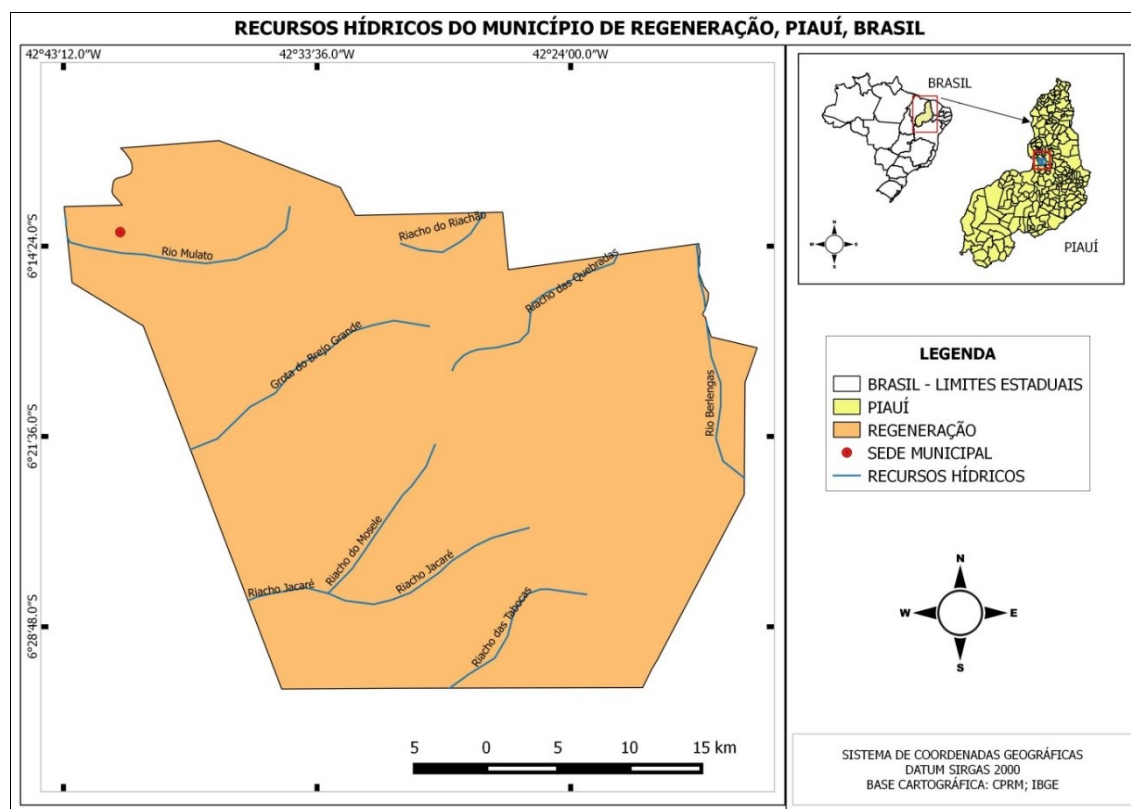 RECURSOS HÍDRICOS DO MUNICÍPIO DE REGENERAÇÃO, PIAUÍ, BRASIL
42°43'12.0"W
42°33'36.0"W
42°24'00.0"W
6°14'24.0"S
6°21'36.0"S
6°28'48.0"S
Rio Mulato
Riacho do Riachão
Riacho das Quebradas
Grota do Brejo Grande
Rio Berlengas
Riacho do Mosele
Riacho Jacaré
Riacho Jacaré
Riacho das Tabocas
5 0 5 10 15 km
BRASIL
PIAUÍ
N
W E
S
LEGENDA
BRASIL - LIMITES ESTADUAIS
PIAUÍ
REGENERAÇÃO
SEDE MUNICIPAL
RECURSOS HÍDRICOS
N
W E
S
SISTEMA DE COORDENADAS GEOGRÁFICAS
DATUM SIRGAS 2000
BASE CARTOGRÁFICA: CPRM; IBGE